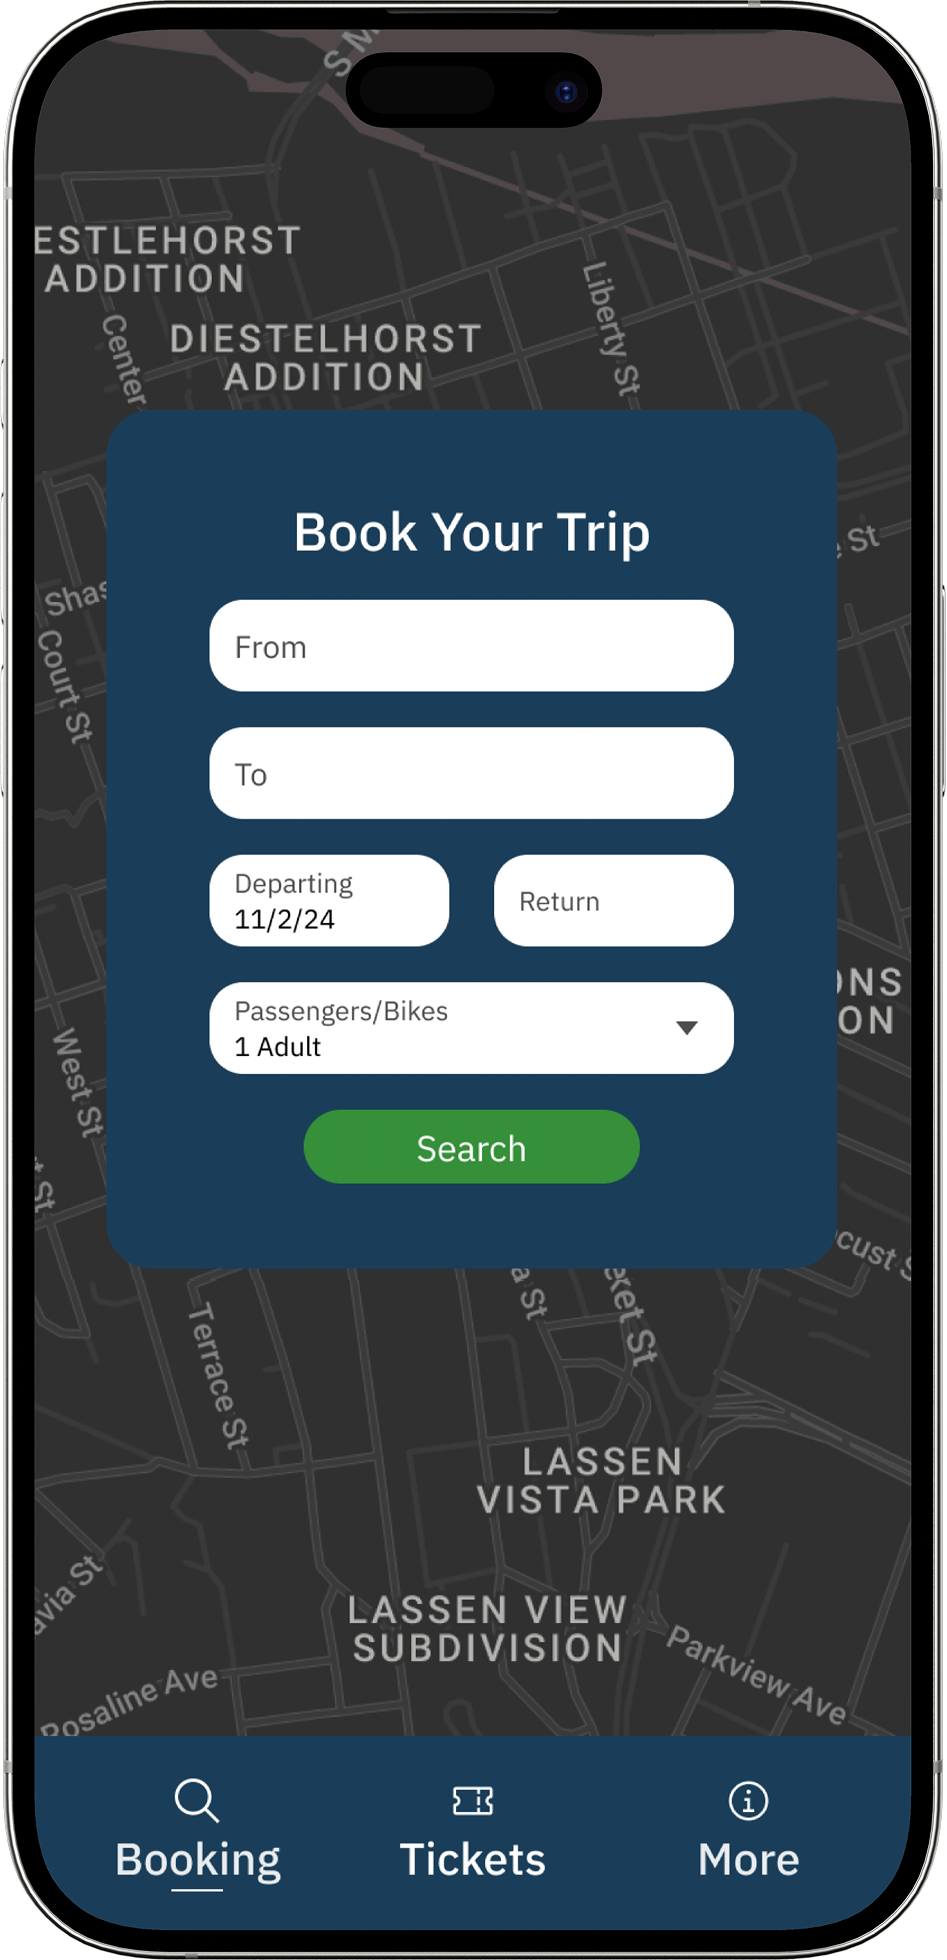 S M
ESTLEHORST
ADDITION
DIESTELHORST
ADDITION
Center
Liberty St
Book Your Trip
St
Shas
Court St
From
To
Departing
11/2/24
Return
ONS
ON
Passengers/Bikes
1 Adult
West St
Search
St
cust S
a St
ket St
Terrace St
LASSEN
VISTA PARK
avia St
LASSEN VIEW
SUBDIVISION
Parkview Ave
Rosaline Ave
Booking
Tickets
More